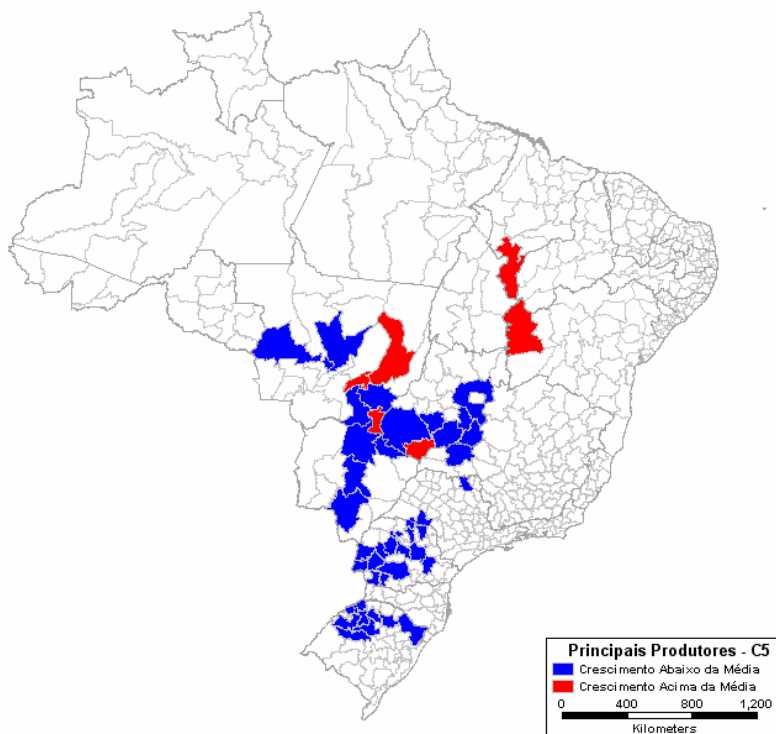 Principais Produtores - C5
Crescimento Abaixo da Média
Crescimento Acima da Média
0 400 800 1,200
Kilometers